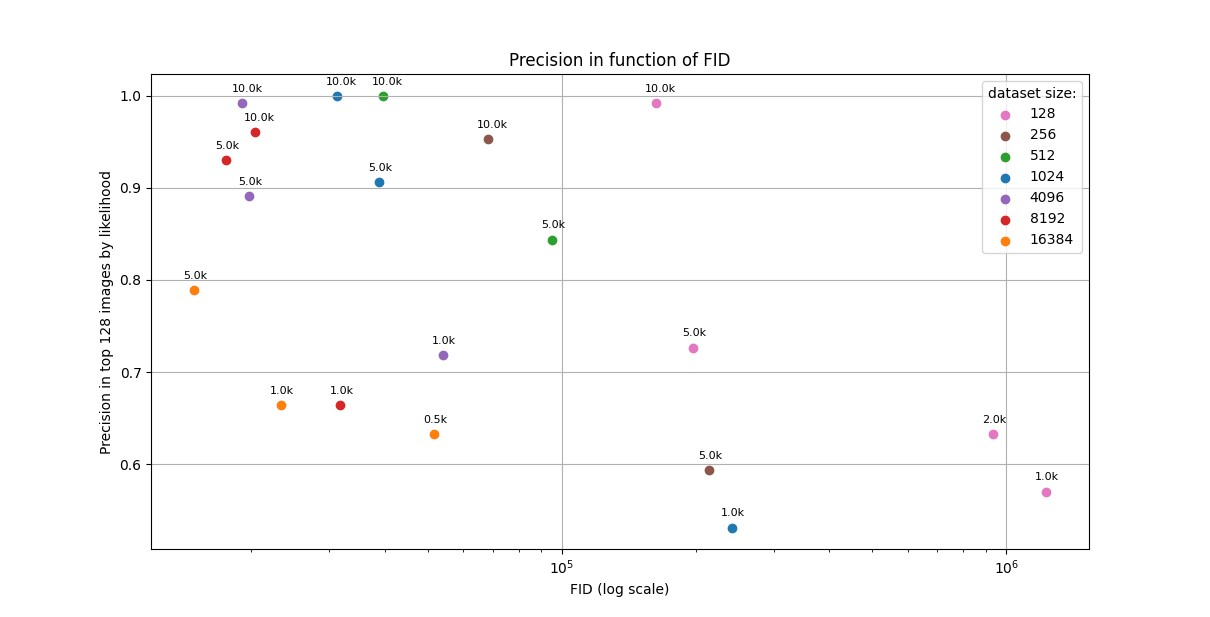 Precision in function of FID
10.0k 10.0k 10.0k 10.0k
10.0k 10.0k
5.0k 5.0k
5.0k
5.0k
5.0k
5.0k
1.0k
1.0k 1.0k
0.5k 2.0k
5.0k
1.0k
1.0k
dataset size:
128
256
512
1024
4096
8192
16384
1.0
0.9
0.8
0.7
0.6
Precision in top 128 images by likelihood
10⁵ 10⁶
FID (log scale)